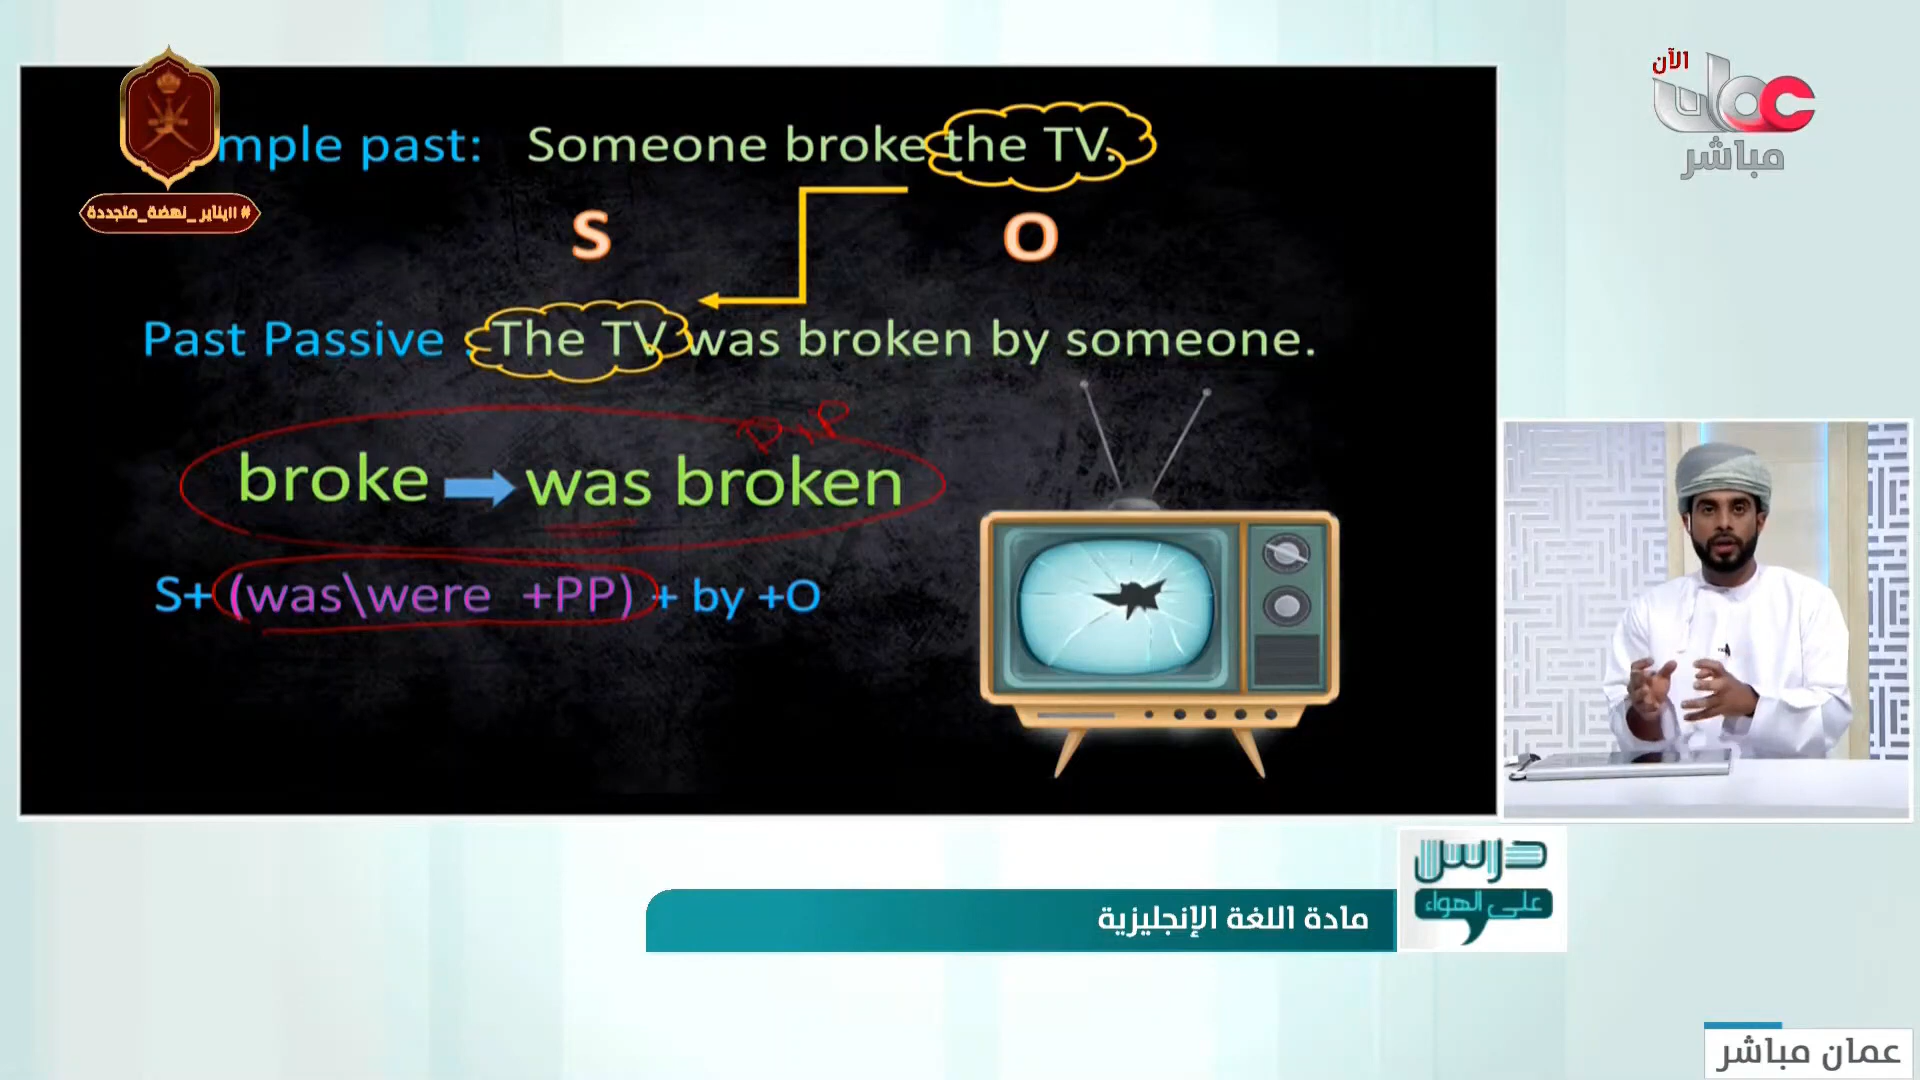 الآن
عمان
مباشر
mple past: Someone broke the TV.
#١١يناير_نهضة_متجددة
S O
Past Passive : The TV was broken by someone.
P.P
broke was broken
S+ (was\were +PP) + by +O
درس
على الهواء
مادة اللغة الإنجليزية
عمان مباشر